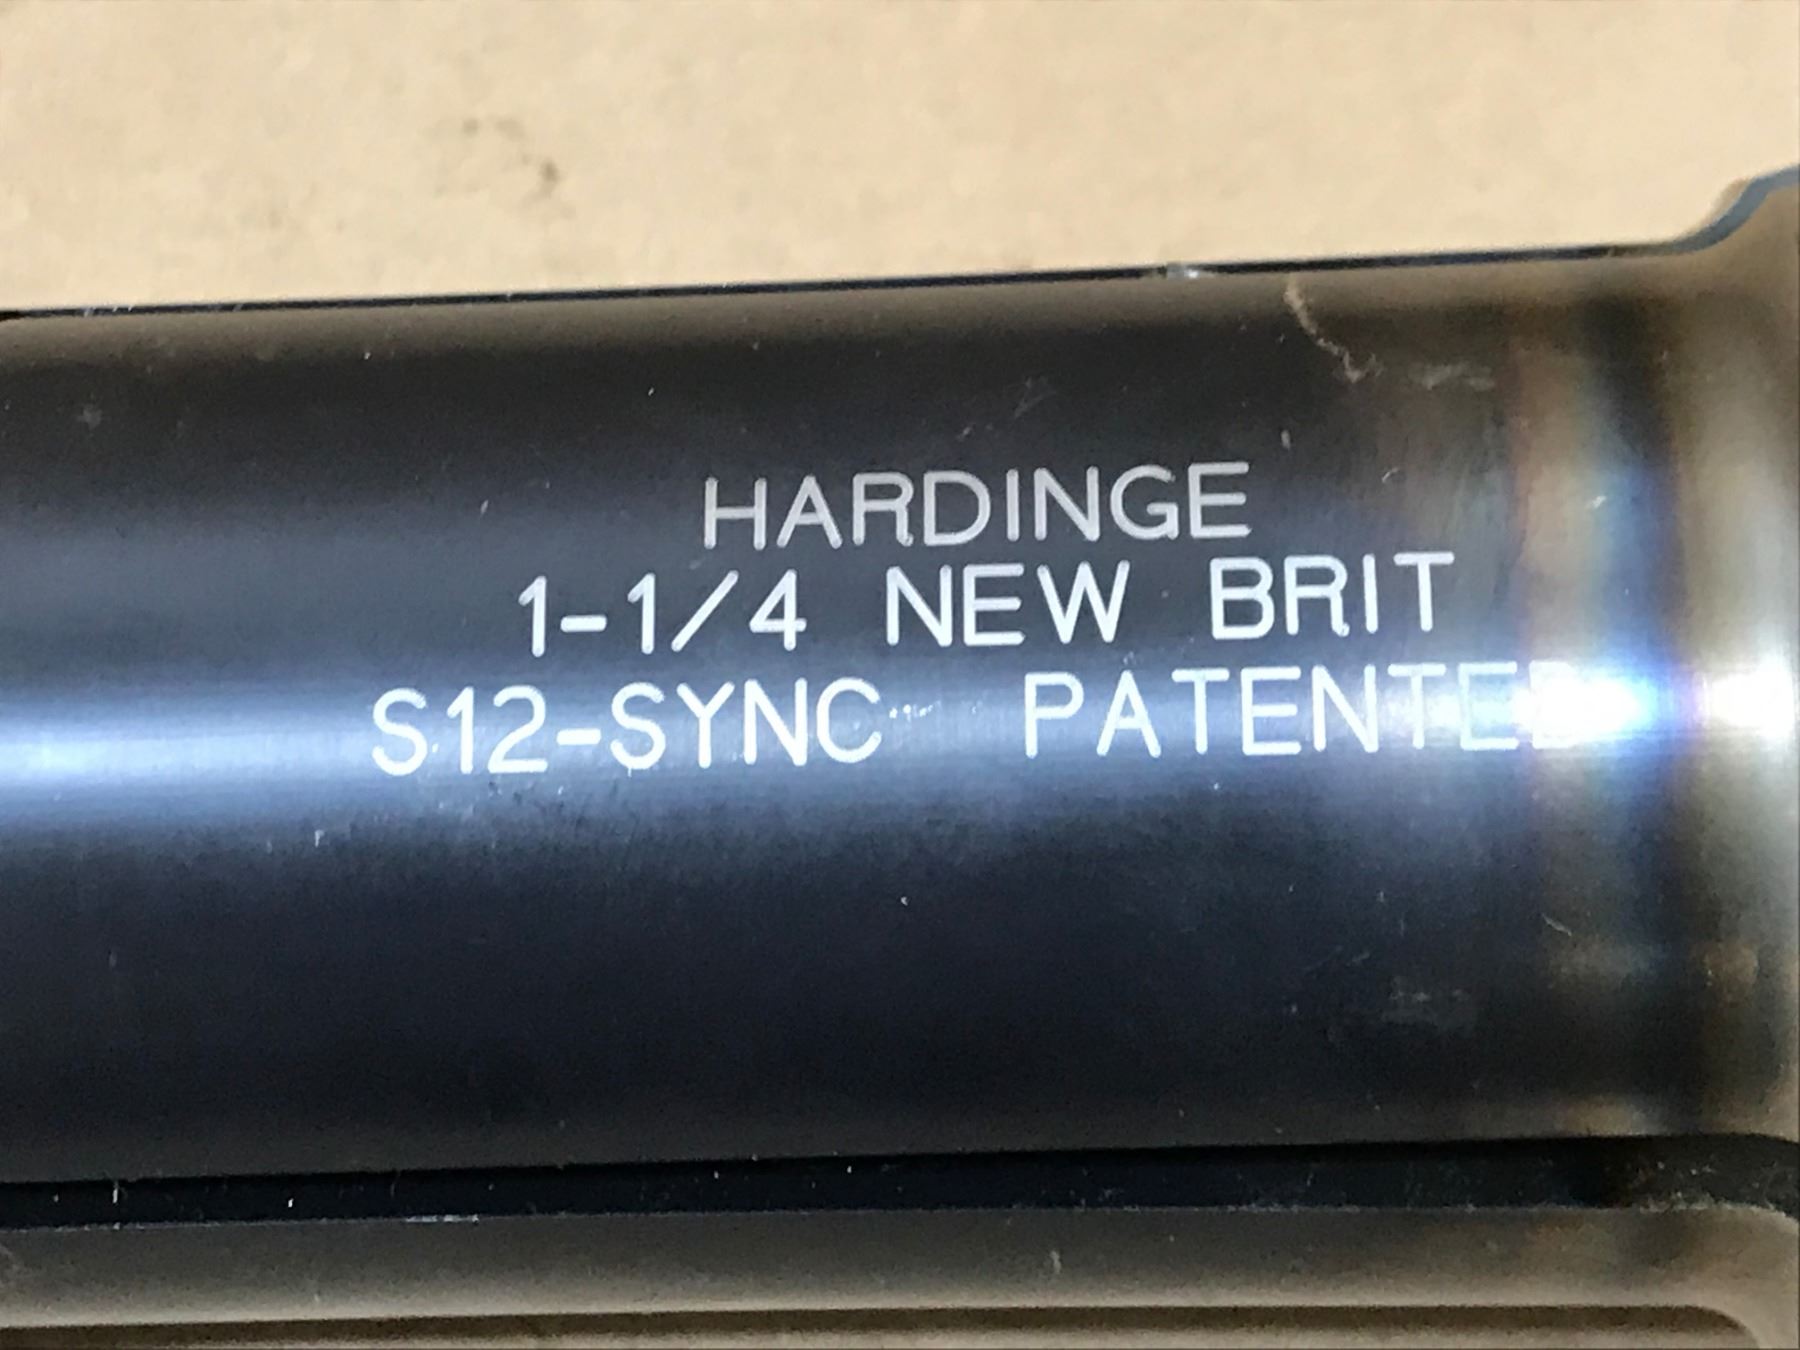 HARDINGE
1-1/4 NEW BRIT
S12-SYNC PATENTED